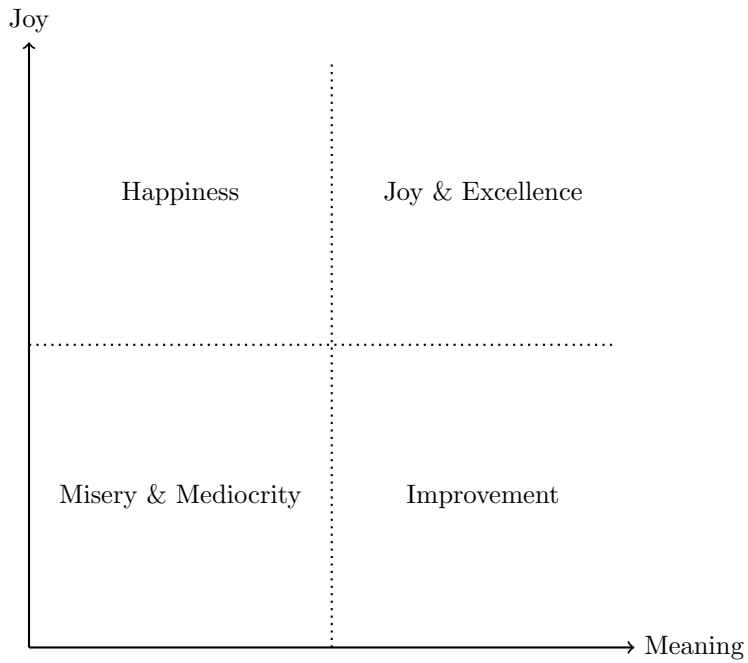 Joy
Happiness
Joy & Excellence
Misery & Mediocrity
Improvement
Meaning